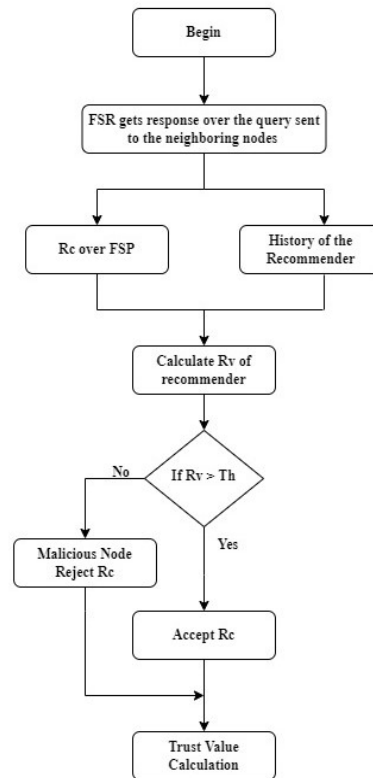 Begin
FSR gets response over the query sent
to the neighboring nodes
Rc over FSP
History of the
Recommender
Calculate Rv of
recommender
If Rv > Th
No
Yes
Malicious Node
Reject Rc
Accept Rc
Trust Value
Calculation